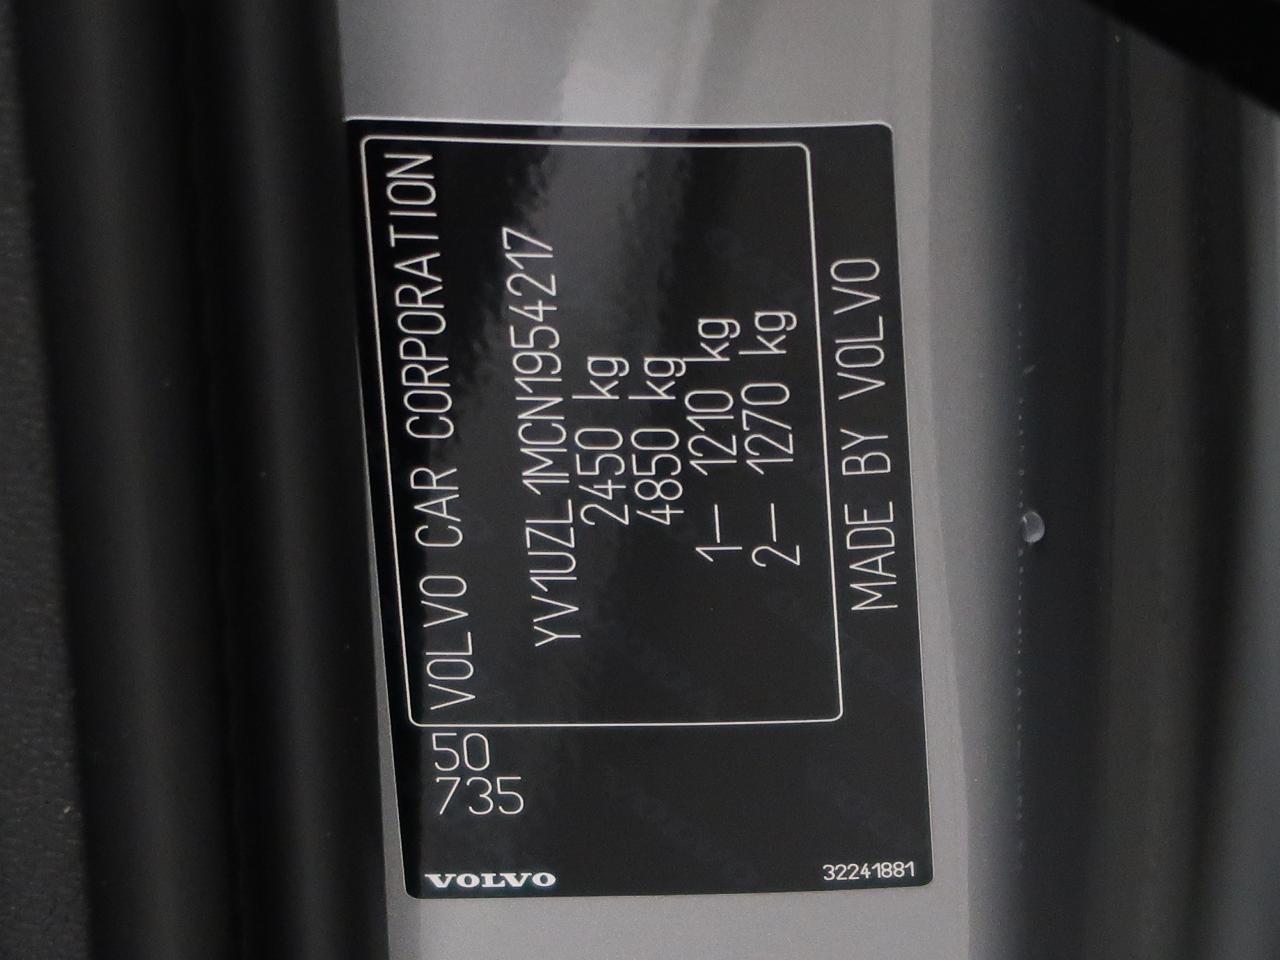 VOLVO CAR CORPORATION
YV1UZL1MCN1954217
2450 kg
4850 kg
1— 1210 kg
2— 1270 kg
MADE BY VOLVO
50
735
VOLVO
32241881